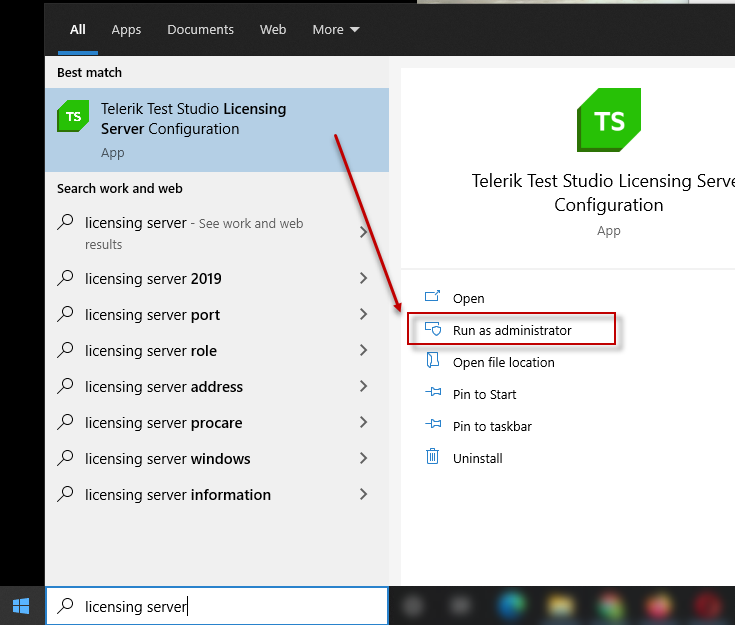 All Apps Documents Web More
Best match
TS
Telerik Test Studio Licensing
Server Configuration
App
Search work and web
licensing server - See work and web
results
licensing server 2019
licensing server port
licensing server role
licensing server address
licensing server procare
licensing server windows
licensing server information
TS
Telerik Test Studio Licensing Serve
Configuration
App
Open
Run as administrator
Open file location
Pin to Start
Pin to taskbar
Uninstall
licensing server